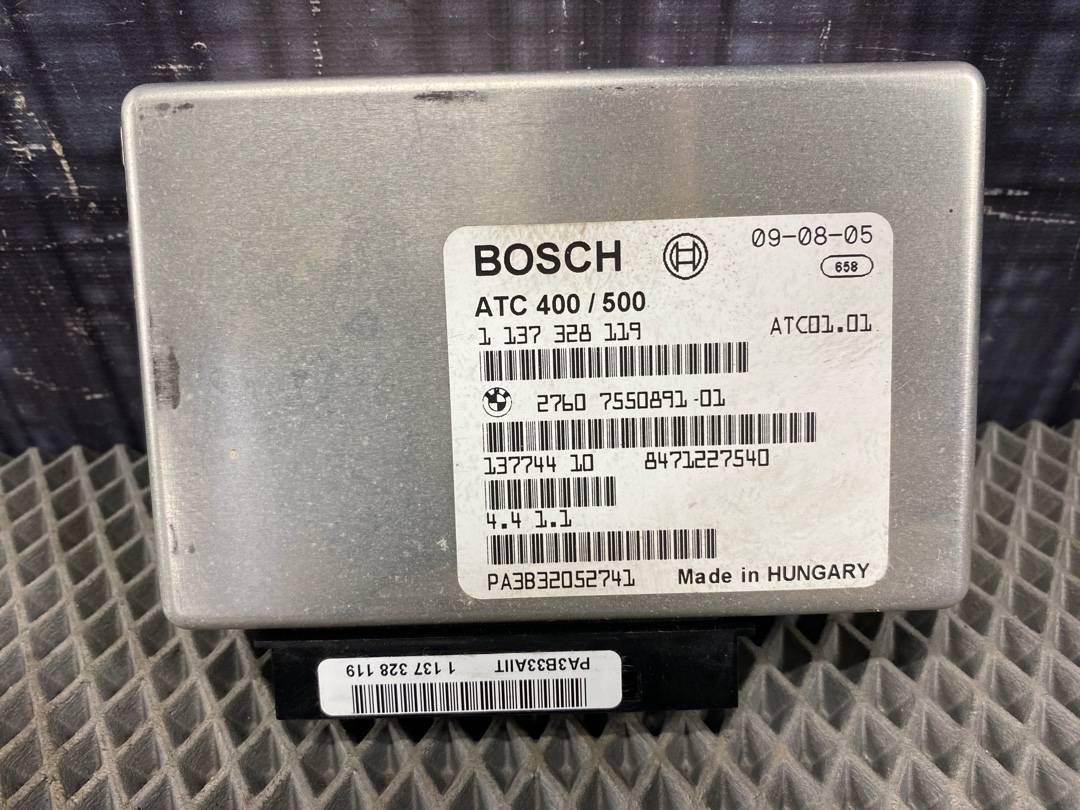 BOSCH
09-08-05
658
ATC 400 / 500
1 137 328 119
ATC01.01
2760 7550891-01
137744 10 8471227540
4.4 1.1
PA3B32052741
Made in HUNGARY
PA3B33AIIT 1 137 328 119